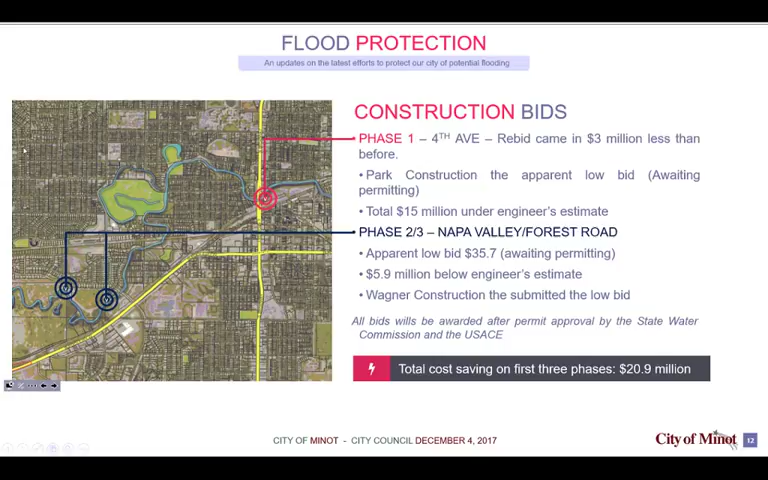 FLOOD PROTECTION
An updates on the latest efforts to protect our city of potential flooding
CONSTRUCTION BIDS
PHASE 1 – 4TH AVE – Rebid came in $3 million less than
before.
• Park Construction the apparent low bid (Awaiting
permitting)
• Total $15 million under engineer's estimate
PHASE 2/3 – NAPA VALLEY/FOREST ROAD
• Apparent low bid $35.7 (awaiting permitting)
• $5.9 million below engineer's estimate
• Wagner Construction the submitted the low bid
All bids wills be awarded after permit approval by the State Water
Commission and the USACE
Total cost saving on first three phases: $20.9 million
CITY OF MINOT - CITY COUNCIL DECEMBER 4, 2017
City of Minot
12